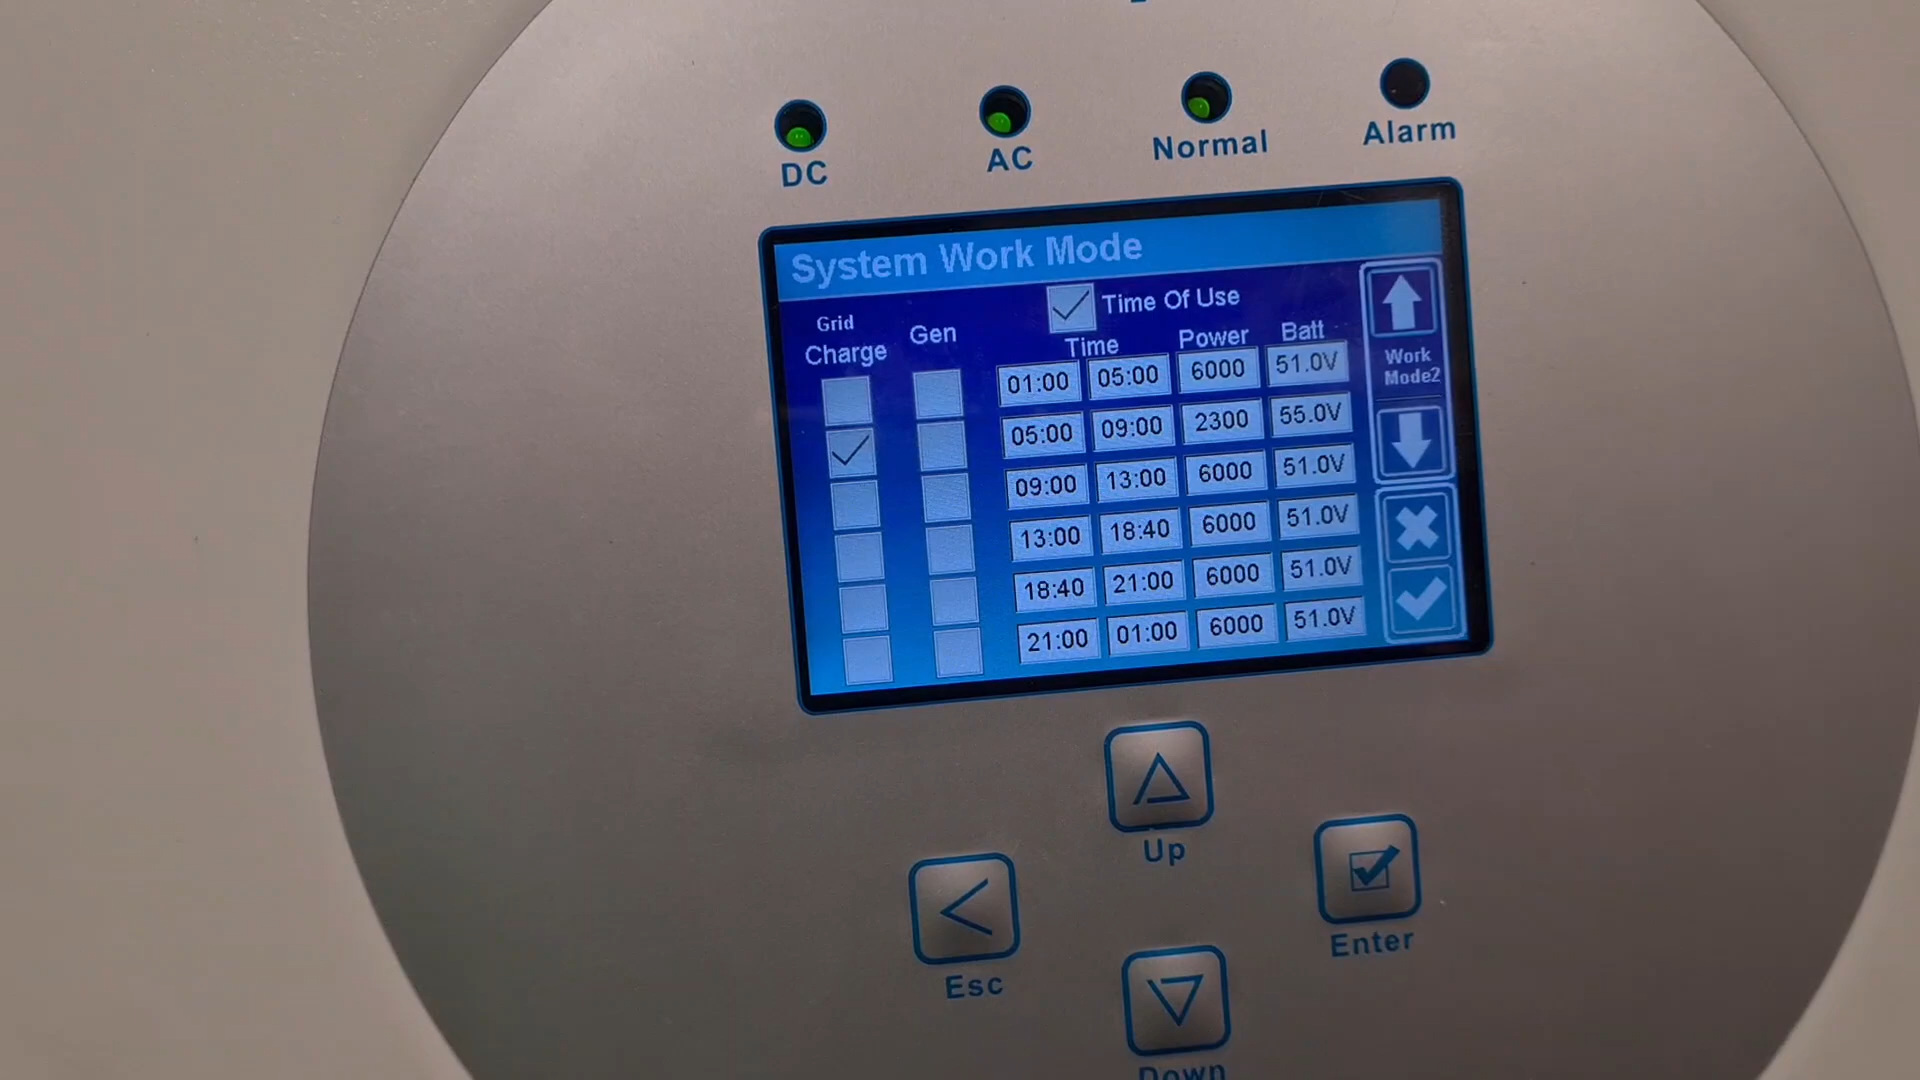 DC AC Normal Alarm
System Work Mode
Grid Charge Gen Time Of Use
Time Power Batt
01:00 05:00 6000 51.0V
05:00 09:00 2300 55.0V
09:00 13:00 6000 51.0V
13:00 18:40 6000 51.0V
18:40 21:00 6000 51.0V
21:00 01:00 6000 51.0V
Work
Mode2
Up
Esc
Enter
Down